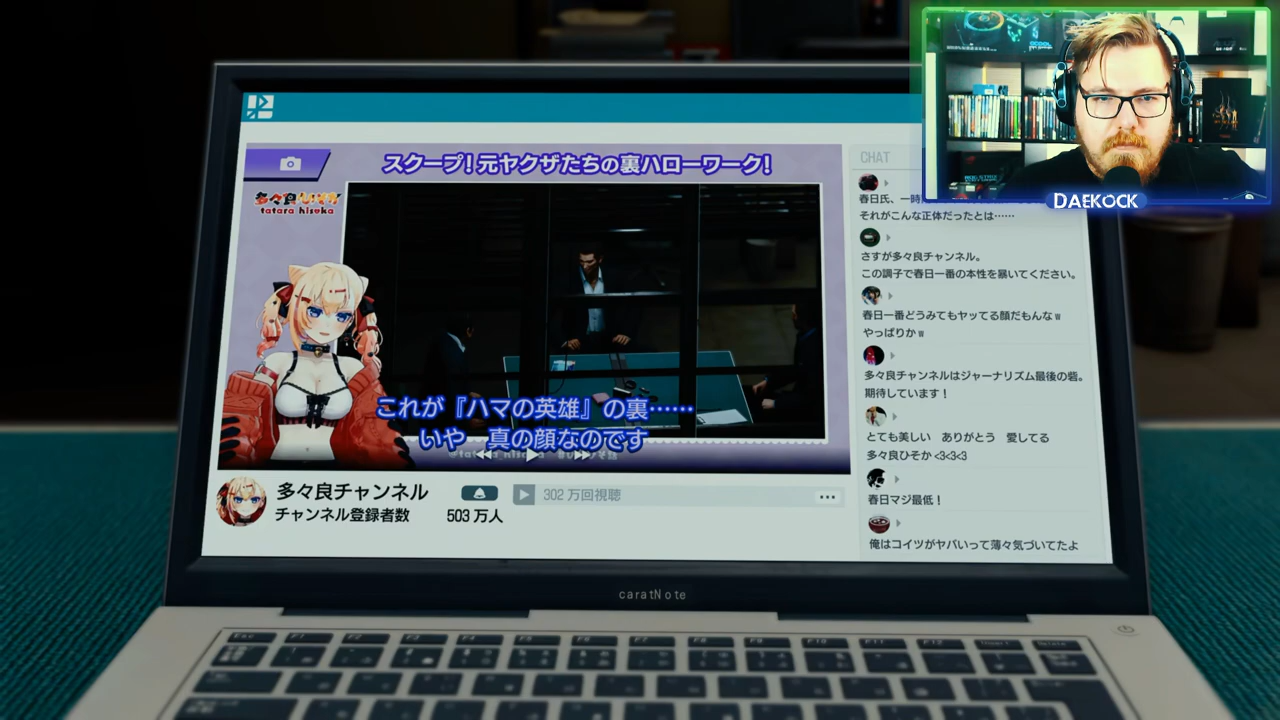 スクープ!元ヤクザたちの裏ハローワーク!
多々良ひそか
tatara hisoka
これが『ハマの英雄』の裏……
いや 真の顔なのです
多々良チャンネル
チャンネル登録者数
503 万人
302 万回視聴
CHAT
春日氏、一時
それがこんな正体だったとは……
さすが多々良チャンネル。
この調子で春日一番の本性を暴いてください。
春日一番どうみてもヤッてる顔だもんなw
やっぱりかw
多々良チャンネルはジャーナリズム最後の砦。
期待しています!
とても美しい ありがとう 愛してる
多々良ひそか <3<3<3
春日マジ最低!
俺はコイツがヤバいって薄々気づいてたよ
DAEKOCK
caratNote